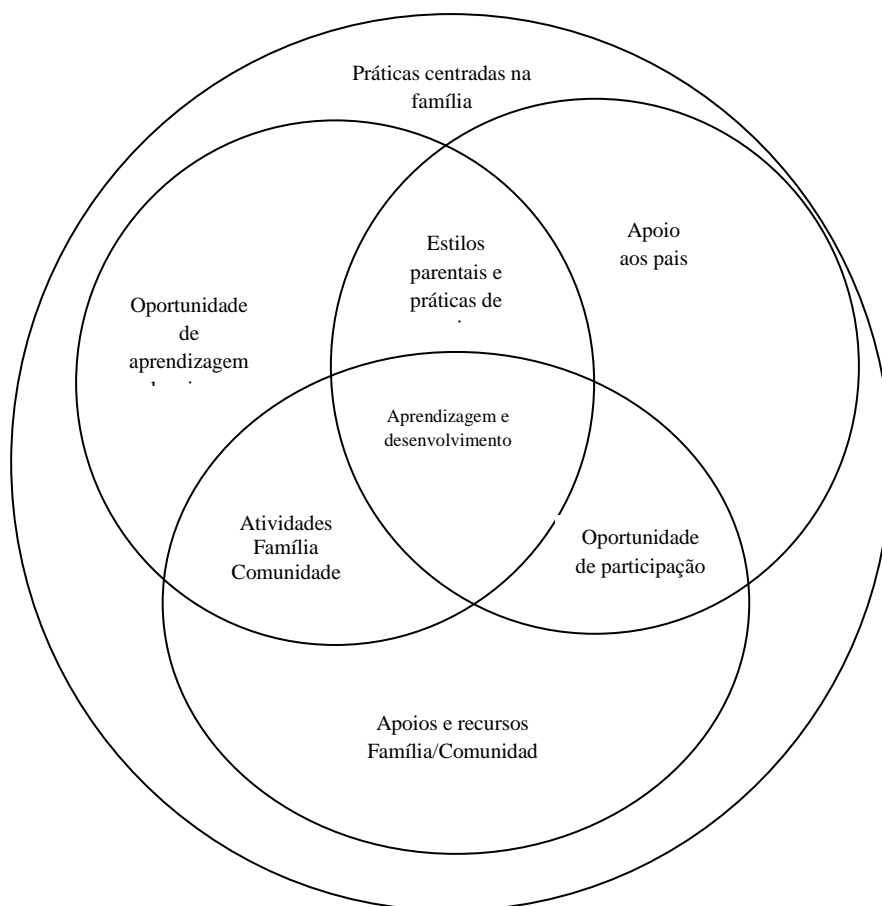 Práticas centradas na
família
Estilos
parentais e
práticas de
Apoio
aos pais
Oportunidade
de
aprendizagem
Aprendizagem e
desenvolvimento
Atividades
Família
Comunidade
Oportunidade
de participação
Apoios e recursos
Família/Comunidad